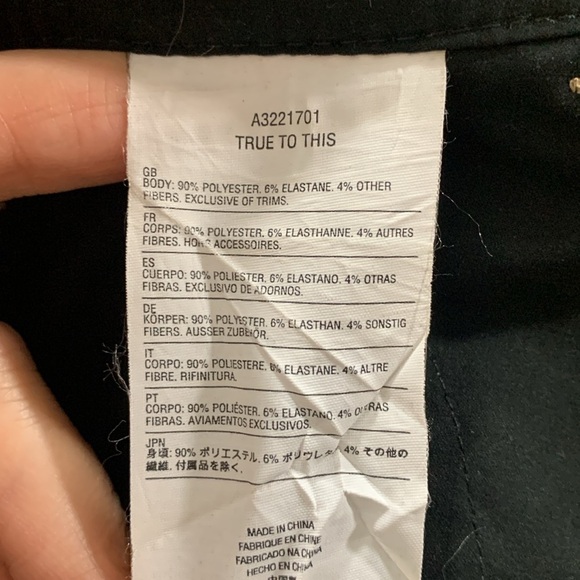 A3221701
TRUE TO THIS
GB
BODY: 90% POLYESTER. 6% ELASTANE. 4% OTHER
FIBERS. EXCLUSIVE OF TRIMS.
FR
CORPS: 90% POLYESTER. 6% ELASTHANNE. 4% AUTRES
FIBRES. HORS ACCESSOIRES.
ES
CUERPO: 90% POLIESTER. 6% ELASTANO. 4% OTRAS
FIBRAS. EXCLUSIVO DE ADORNOS.
DE
KÖRPER: 90% POLYESTER. 6% ELASTHAN. 4% SONSTIG
FIBERS. AUSSER ZUBEHÖR.
IT
CORPO: 90% POLIESTERE. 6% ELASTANE. 4% ALTRE
FIBRE. RIFINITURA.
PT
CORPO: 90% POLIÉSTER. 6% ELASTANO. 4% OUTRAS
FIBRAS. AVIAMENTOS EXCLUSIVOS.
JPN
身頃: 90% ポリエステル. 6% 4% その他の
繊維. 付属品を除く.
MADE IN CHINA
FABRIQUE EN CHINE
FABRICADO NA CHINA
HECHO EN CHINA